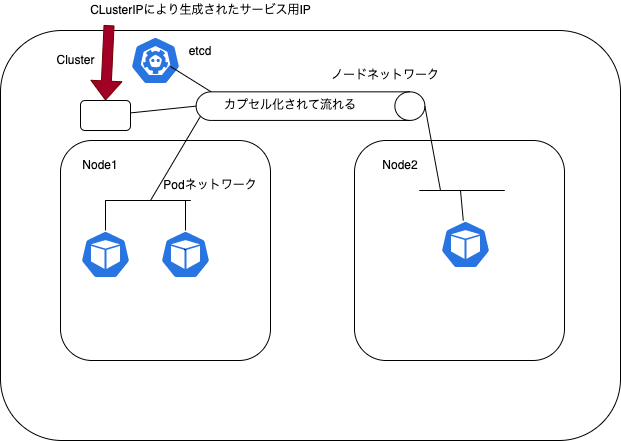 CLusterIPにより生成されたサービス用IP
Cluster
etcd
ノードネットワーク
カプセル化されて流れる
Node1
Node2
Podネットワーク